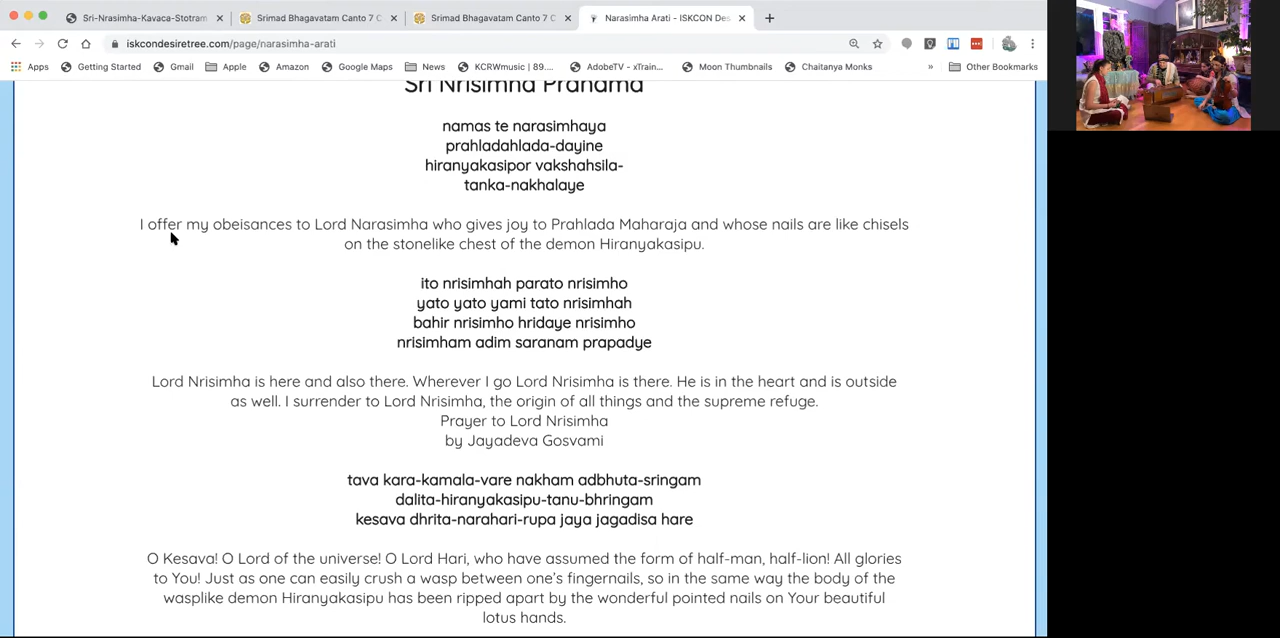 Sri-Nrasimha-Kavaca-Stotram
Srimad Bhagavatam Canto 7 C
Srimad Bhagavatam Canto 7 C
Narasimha Arati - ISKCON Des
iskcondesiretree.com/page/narasimha-arati
Apps
Getting Started
Gmail
Apple
Amazon
Google Maps
News
KCRWmusic | 89....
AdobeTV - xTrain...
Moon Thumbnails
Chaitanya Monks
»
Other Bookmarks
Sri Nrisimha Pranama
namas te narasimhaya
prahladahlada-dayine
hiranyakasipor vakshahsila-
tanka-nakhalaye
I offer my obeisances to Lord Narasimha who gives joy to Prahlada Maharaja and whose nails are like chisels
on the stonelike chest of the demon Hiranyakasipu.
ito nrisimhah parato nrisimho
yato yato yami tato nrisimhah
bahir nrisimho hridaye nrisimho
nrisimham adim saranam prapadye
Lord Nrisimha is here and also there. Wherever I go Lord Nrisimha is there. He is in the heart and is outside
as well. I surrender to Lord Nrisimha, the origin of all things and the supreme refuge.
Prayer to Lord Nrisimha
by Jayadeva Gosvami
tava kara-kamala-vare nakham adbhuta-sringam
dalita-hiranyakasipu-tanu-bhringam
kesava dhrita-narahari-rupa jaya jagadisa hare
O Kesava! O Lord of the universe! O Lord Hari, who have assumed the form of half-man, half-lion! All glories
to You! Just as one can easily crush a wasp between one's fingernails, so in the same way the body of the
wasplike demon Hiranyakasipu has been ripped apart by the wonderful pointed nails on Your beautiful
lotus hands.